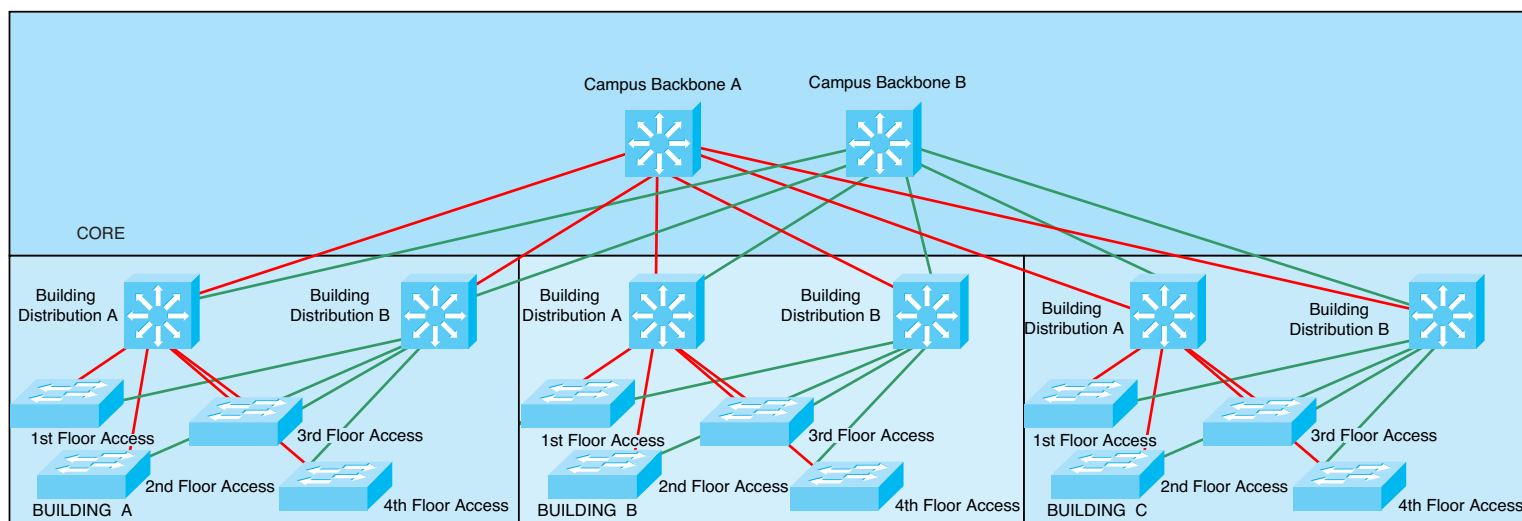 Campus Backbone A
Campus Backbone B
CORE
Building
Distribution A
Building
Distribution B
1st Floor Access
3rd Floor Access
2nd Floor Access
4th Floor Access
BUILDING A
Building
Distribution A
Building
Distribution B
1st Floor Access
3rd Floor Access
2nd Floor Access
4th Floor Access
BUILDING B
Building
Distribution A
Building
Distribution B
1st Floor Access
3rd Floor Access
2nd Floor Access
4th Floor Access
BUILDING C